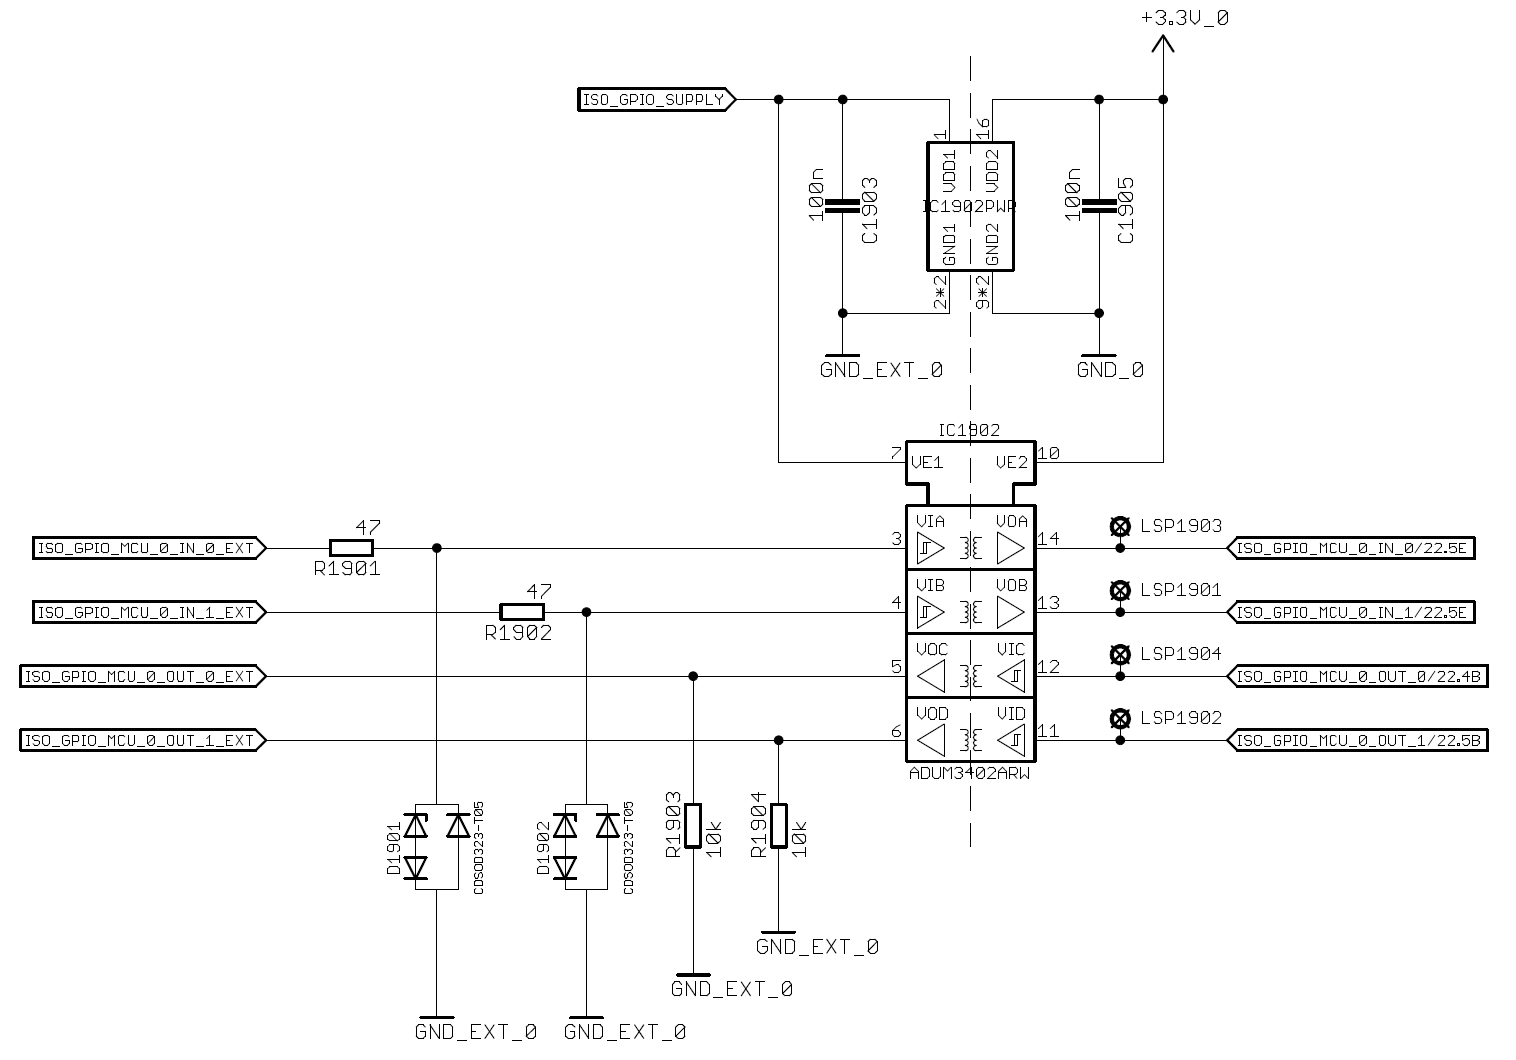 +3.3V_0
ISO_GPIO_SUPPLY
1
16
VDD1
VDD2
100n
C1903
IC1902PWR
100n
C1905
GND1
GND2
2*2
9*2
GND_EXT_0
GND_0
IC1902
7
VE1
VE2
10
47
VIA
VOA
LSP1903
ISO_GPIO_MCU_0_IN_0_EXT
3
14
ISO_GPIO_MCU_0_IN_0/22.5E
R1901
47
VIB
VOB
LSP1901
ISO_GPIO_MCU_0_IN_1_EXT
4
13
ISO_GPIO_MCU_0_IN_1/22.5E
R1902
VOC
VIC
LSP1904
ISO_GPIO_MCU_0_OUT_0_EXT
5
12
ISO_GPIO_MCU_0_OUT_0/22.4B
VOD
VID
LSP1902
ISO_GPIO_MCU_0_OUT_1_EXT
6
11
ISO_GPIO_MCU_0_OUT_1/22.5B
ADUM3402ARW
D1901
CDSOD323-T05
D1902
CDSOD323-T05
R1903
10k
R1904
10k
GND_EXT_0
GND_EXT_0
GND_EXT_0
GND_EXT_0